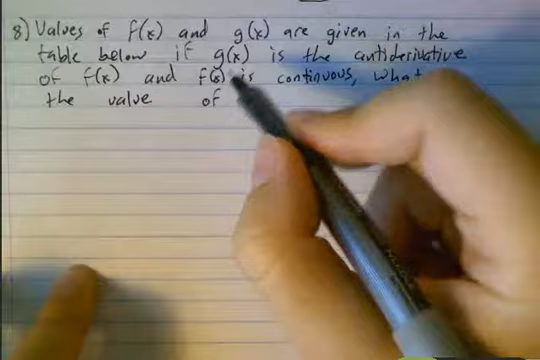 8) Values of f(x) and g(x) are given in the
table below if g(x) is the antiderivative
of f(x) and f(x) is continuous, what
the value of